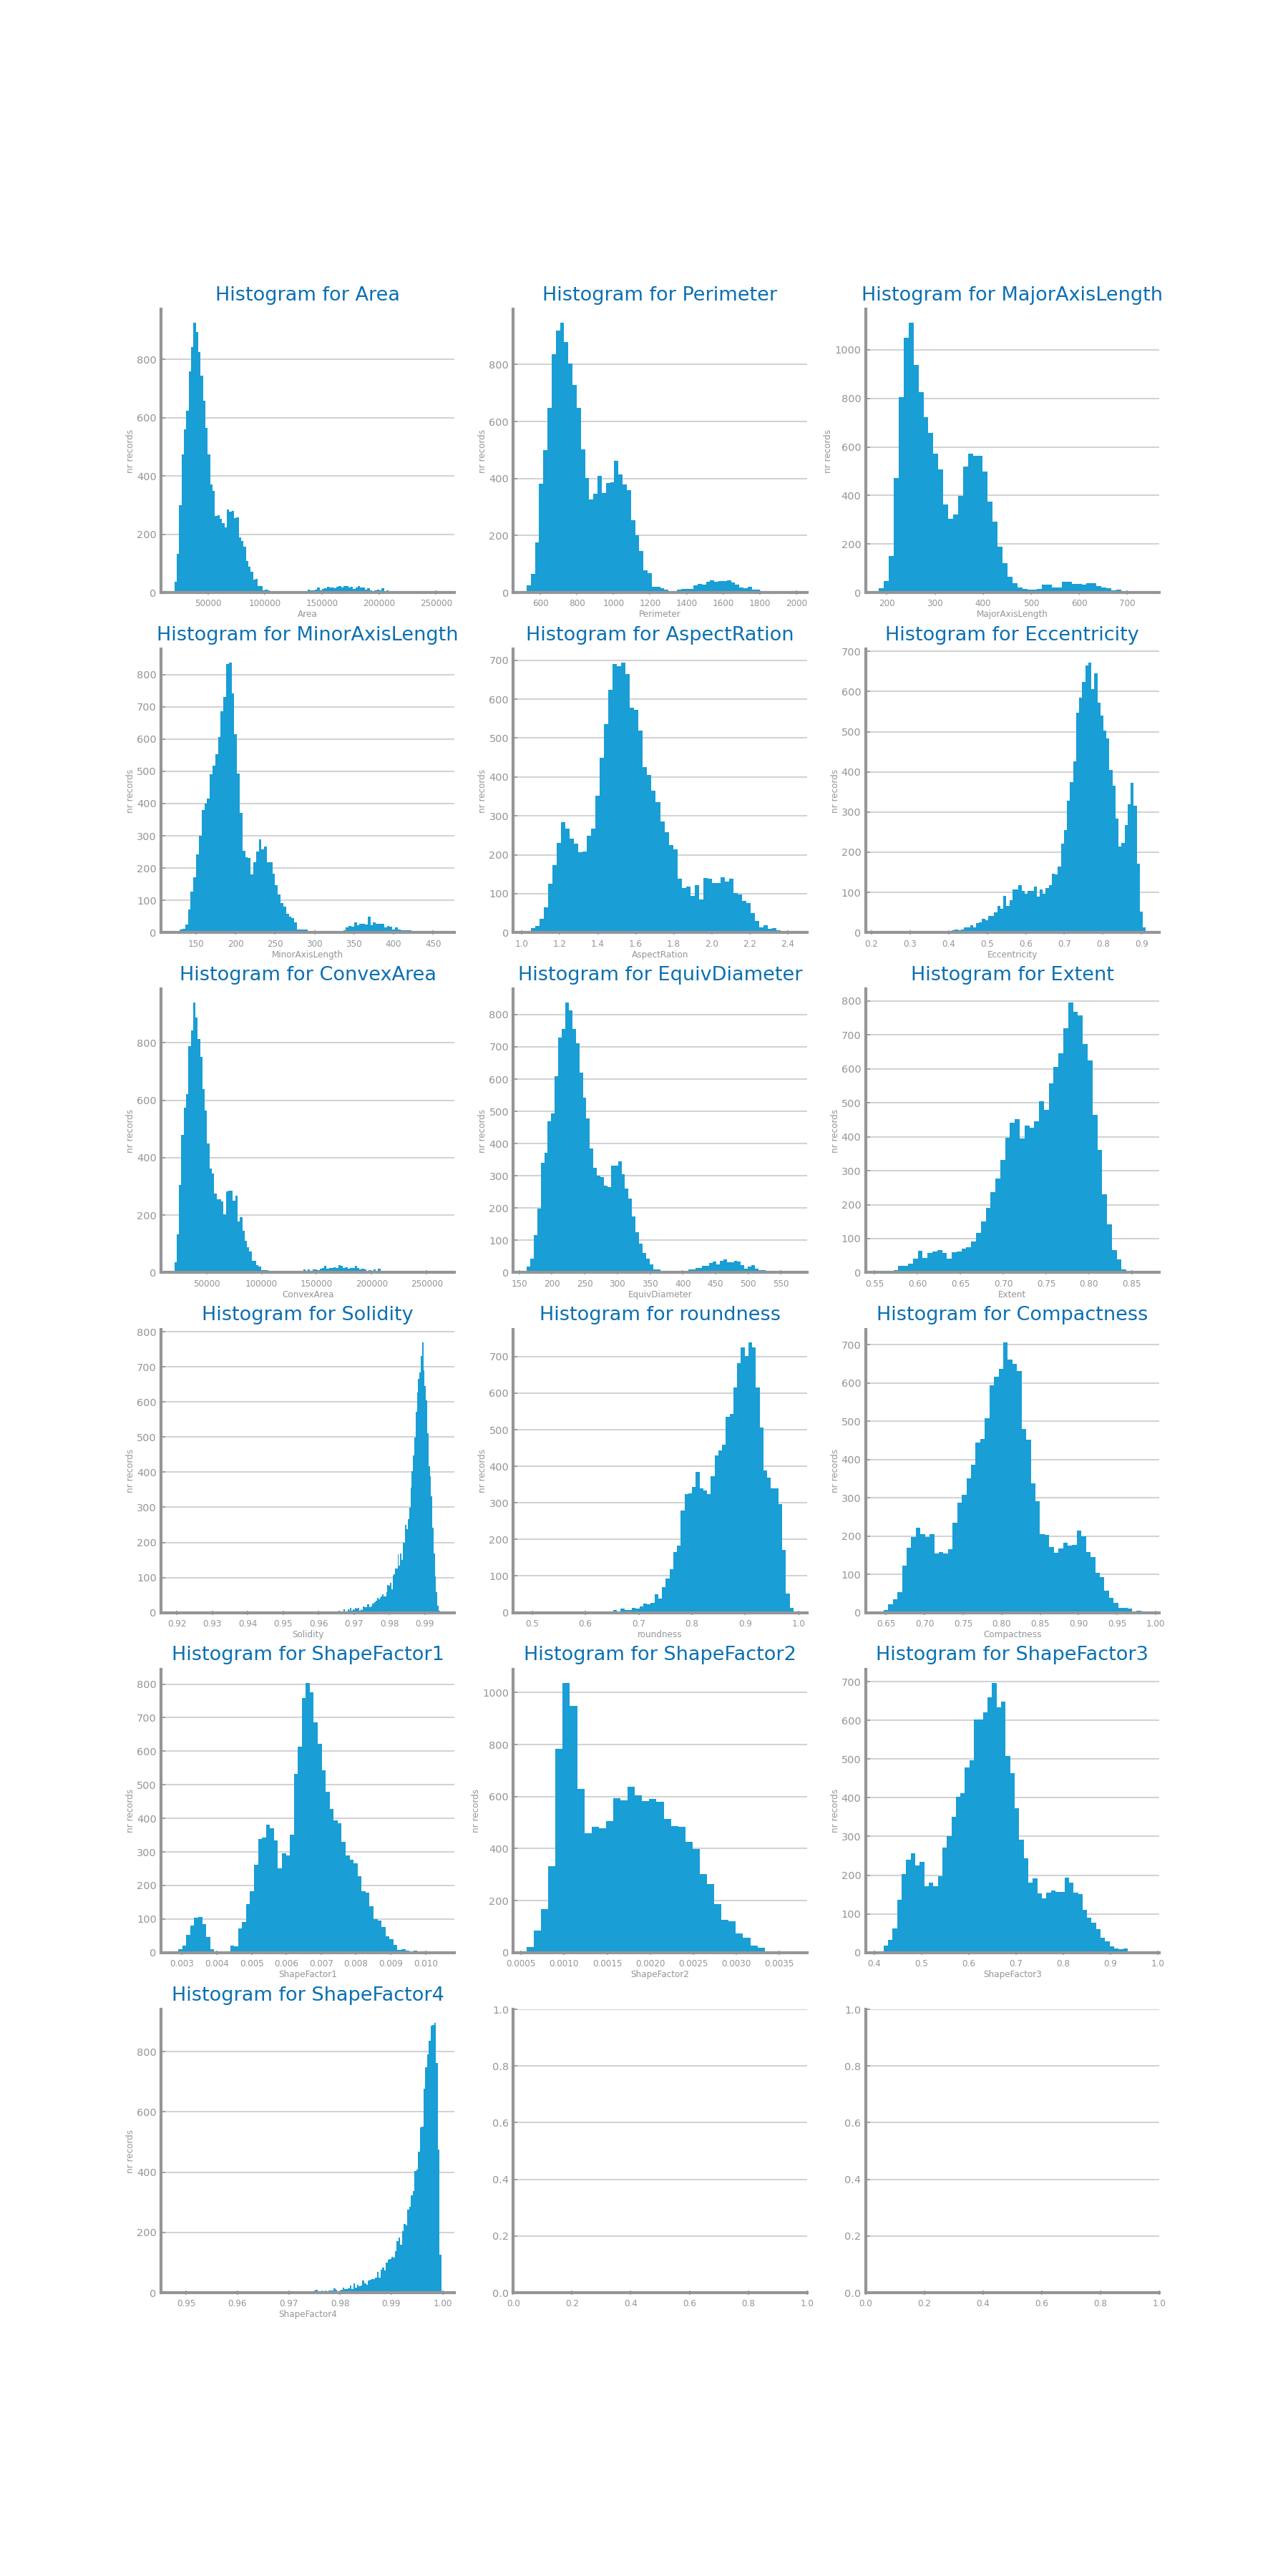 Histogram for Area
800
600
400
200
0
nr records
50000 100000 150000 200000 250000
Area
Histogram for Perimeter
800
600
400
200
0
nr records
600 800 1000 1200 1400 1600 1800 2000
Perimeter
Histogram for MajorAxisLength
1000
800
600
400
200
0
nr records
200 300 400 500 600 700
MajorAxisLength
Histogram for MinorAxisLength
800
700
600
500
400
300
200
100
0
nr records
150 200 250 300 350 400 450
MinorAxisLength
Histogram for AspectRation
700
600
500
400
300
200
100
0
nr records
1.0 1.2 1.4 1.6 1.8 2.0 2.2 2.4
AspectRation
Histogram for Eccentricity
700
600
500
400
300
200
100
0
nr records
0.2 0.3 0.4 0.5 0.6 0.7 0.8 0.9
Eccentricity
Histogram for ConvexArea
800
600
400
200
0
nr records
50000 100000 150000 200000 250000
ConvexArea
Histogram for EquivDiameter
800
700
600
500
400
300
200
100
0
nr records
150 200 250 300 350 400 450 500 550
EquivDiameter
Histogram for Extent
800
700
600
500
400
300
200
100
0
nr records
0.55 0.60 0.65 0.70 0.75 0.80 0.85
Extent
Histogram for Solidity
800
700
600
500
400
300
200
100
0
nr records
0.92 0.93 0.94 0.95 0.96 0.97 0.98 0.99
Solidity
Histogram for roundness
700
600
500
400
300
200
100
0
nr records
0.5 0.6 0.7 0.8 0.9 1.0
roundness
Histogram for Compactness
700
600
500
400
300
200
100
0
nr records
0.65 0.70 0.75 0.80 0.85 0.90 0.95 1.00
Compactness
Histogram for ShapeFactor1
800
700
600
500
400
300
200
100
0
nr records
0.003 0.004 0.005 0.006 0.007 0.008 0.009 0.010
ShapeFactor1
Histogram for ShapeFactor2
1000
800
600
400
200
0
nr records
0.0005 0.0010 0.0015 0.0020 0.0025 0.0030 0.0035
ShapeFactor2
Histogram for ShapeFactor3
700
600
500
400
300
200
100
0
nr records
0.4 0.5 0.6 0.7 0.8 0.9 1.0
ShapeFactor3
Histogram for ShapeFactor4
800
600
400
200
0
nr records
0.95 0.96 0.97 0.98 0.99 1.00
ShapeFactor4
1.0
0.8
0.6
0.4
0.2
0.0
0.0 0.2 0.4 0.6 0.8 1.0
1.0
0.8
0.6
0.4
0.2
0.0
0.0 0.2 0.4 0.6 0.8 1.0